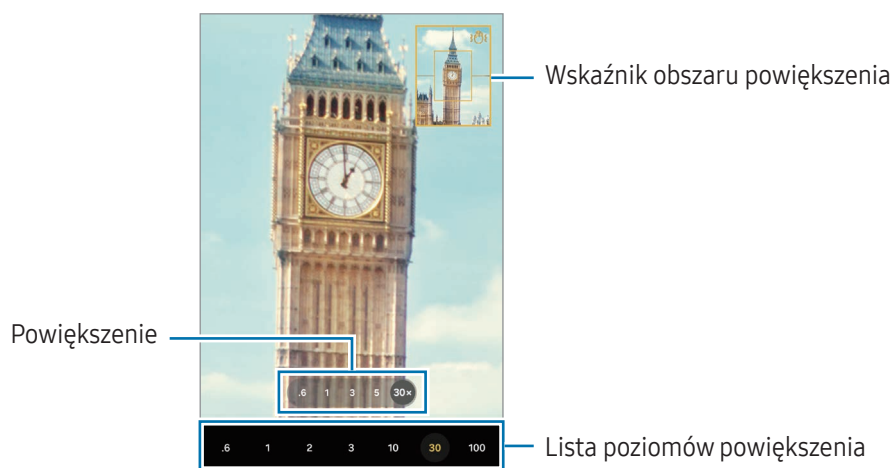 Wskaźnik obszaru powiększenia
Powiększenie
.6 1 3 5 30×
.6 1 2 3 10 30 100
Lista poziomów powiększenia